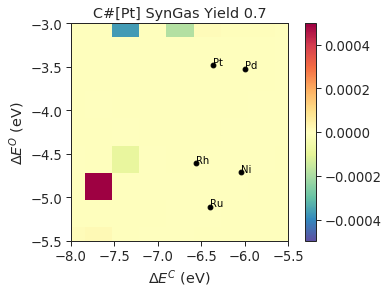 C#[Pt] SynGas Yield 0.7
−3.0
−3.5
−4.0
−4.5
−5.0
−5.5
ΔE^O (eV)
Pt
Pd
Rh
Ni
Ru
−8.0 −7.5 −7.0 −6.5 −6.0 −5.5
ΔE^C (eV)
0.0004
0.0002
0.0000
−0.0002
−0.0004